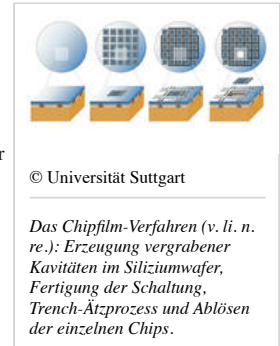 r
© Universität Suttgart
Das Chipfilm-Verfahren (v. li. n.
re.): Erzeugung vergrabener
Kavitäten im Siliziumwafer,
Fertigung der Schaltung,
Trench-Ätzprozess und Ablösen
der einzelnen Chips.